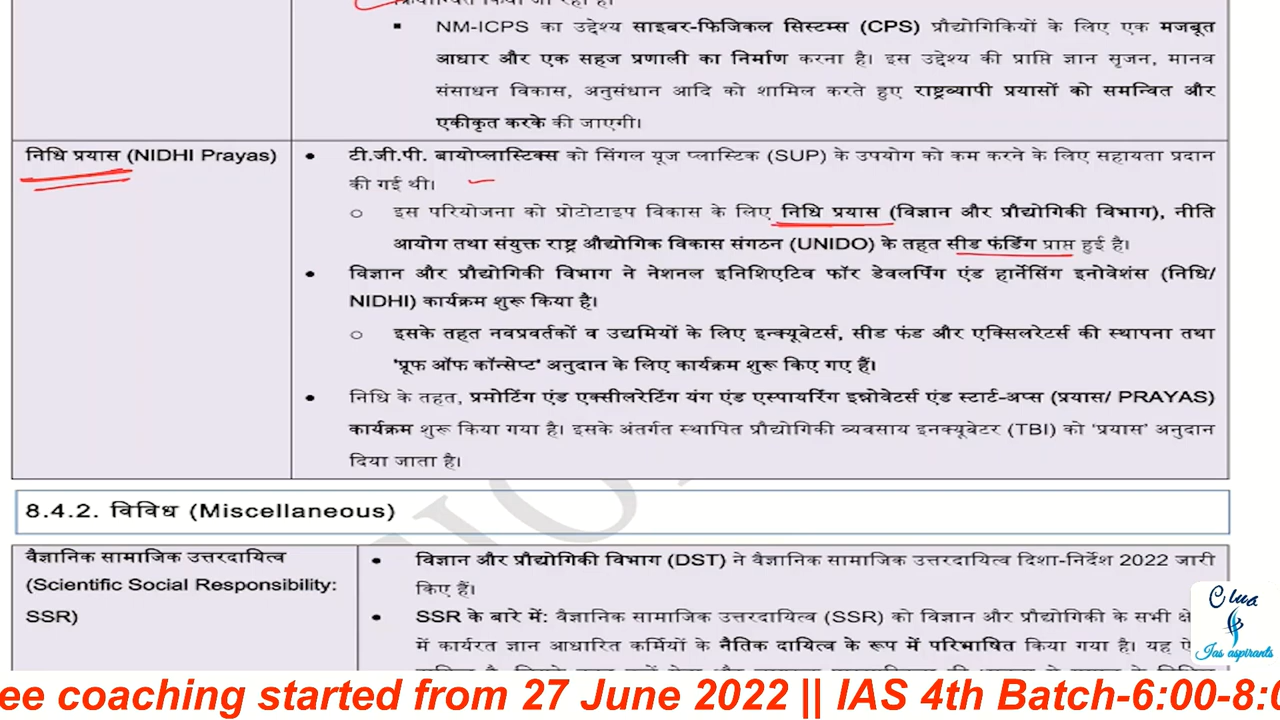 क्रियान्वित किया जा रहा है।
▪ NM-ICPS का उद्देश्य साइबर-फिजिकल सिस्टम्स (CPS) प्रौद्योगिकियों के लिए एक मजबूत
आधार और एक सहज प्रणाली का निर्माण करना है। इस उद्देश्य की प्राप्ति ज्ञान सृजन, मानव
संसाधन विकास, अनुसंधान आदि को शामिल करते हुए राष्ट्रव्यापी प्रयासों को समन्वित और
एकीकृत करके की जाएगी।
निधि प्रयास (NIDHI Prayas)
• टी.जी.पी. बायोप्लास्टिक्स को सिंगल यूज प्लास्टिक (SUP) के उपयोग को कम करने के लिए सहायता प्रदान
की गई थी।
○ इस परियोजना को प्रोटोटाइप विकास के लिए निधि प्रयास (विज्ञान और प्रौद्योगिकी विभाग), नीति
आयोग तथा संयुक्त राष्ट्र औद्योगिक विकास संगठन (UNIDO) के तहत सीड फंडिंग प्राप्त हुई है।
• विज्ञान और प्रौद्योगिकी विभाग ने नेशनल इनिशिएटिव फॉर डेवलपिंग एंड हार्नेसिंग इनोवेशंस (निधि/
NIDHI) कार्यक्रम शुरू किया है।
○ इसके तहत नवप्रवर्तकों व उद्यमियों के लिए इन्क्यूबेटर्स, सीड फंड और एक्सिलरेटर्स की स्थापना तथा
'प्रूफ ऑफ कॉन्सेप्ट' अनुदान के लिए कार्यक्रम शुरू किए गए हैं।
• निधि के तहत, प्रमोटिंग एंड एक्सीलरेटिंग यंग एंड एस्पायरिंग इन्नोवेटर्स एंड स्टार्ट-अप्स (प्रयास/ PRAYAS)
कार्यक्रम शुरू किया गया है। इसके अंतर्गत स्थापित प्रौद्योगिकी व्यवसाय इनक्यूबेटर (TBI) को 'प्रयास' अनुदान
दिया जाता है।
8.4.2. विविध (Miscellaneous)
वैज्ञानिक सामाजिक उत्तरदायित्व
(Scientific Social Responsibility:
SSR)
• विज्ञान और प्रौद्योगिकी विभाग (DST) ने वैज्ञानिक सामाजिक उत्तरदायित्व दिशा-निर्देश 2022 जारी
किए हैं।
• SSR के बारे में: वैज्ञानिक सामाजिक उत्तरदायित्व (SSR) को विज्ञान और प्रौद्योगिकी के सभी
में कार्यरत ज्ञान आधारित कर्मियों के नैतिक दायित्व के रूप में परिभाषित किया गया है। यह
Jas aspirants
ee coaching started from 27 June 2022 || IAS 4th Batch-6:00-8:0